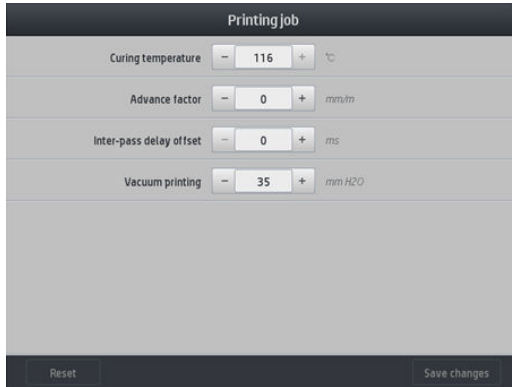 Printing job
Curing temperature − 116 + °C
Advance factor − 0 + mm/m
Inter-pass delay offset − 0 + ms
Vacuum printing − 35 + mm H2O
Reset Save changes